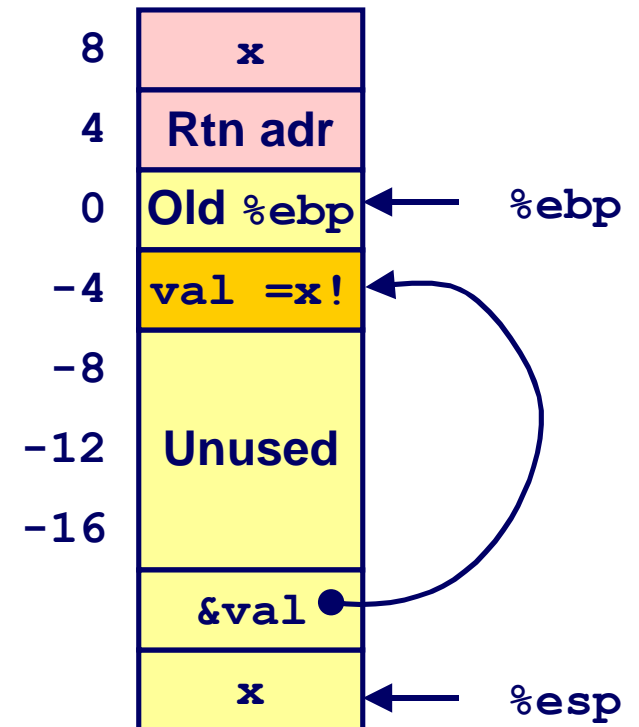 8 x
4 Rtn adr
0 Old %ebp %ebp
-4 val =x!
-8
-12 Unused
-16
&val
x %esp